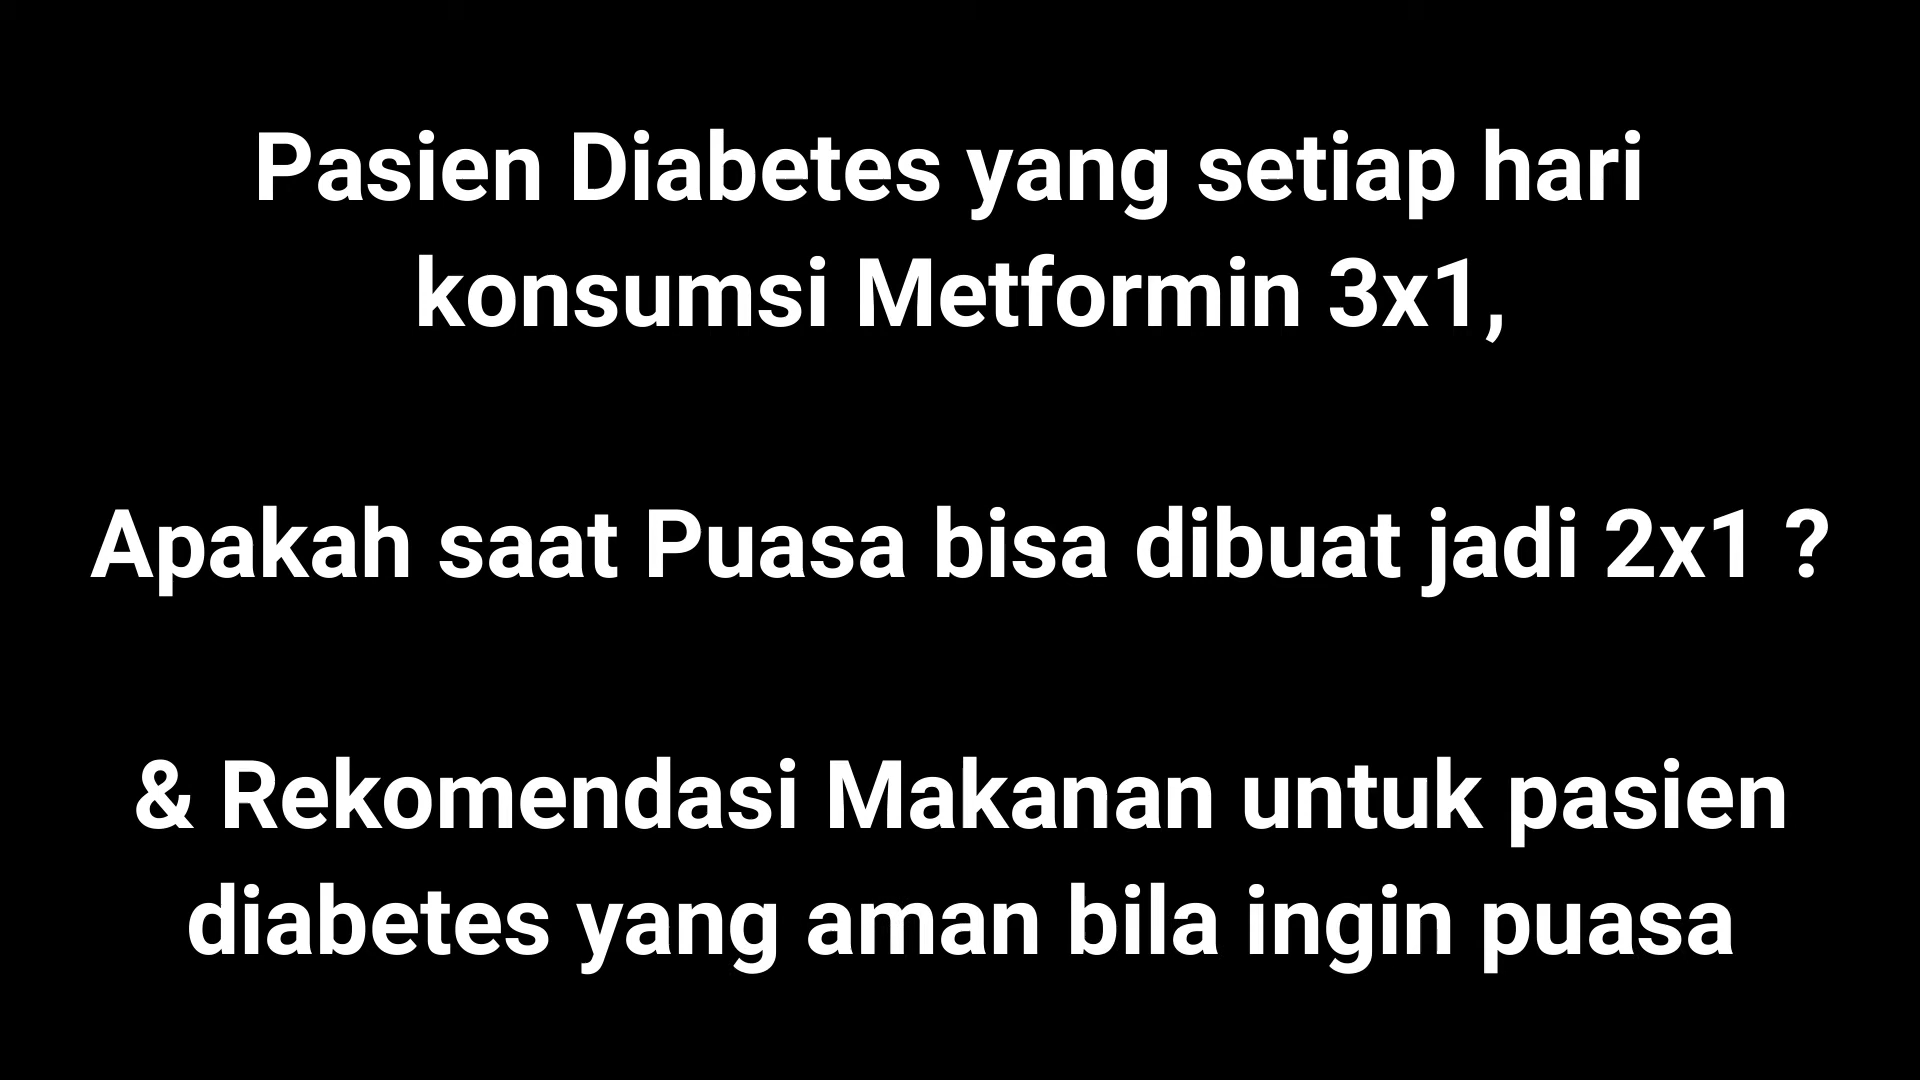 Pasien Diabetes yang setiap hari
konsumsi Metformin 3x1,
Apakah saat Puasa bisa dibuat jadi 2x1 ?
& Rekomendasi Makanan untuk pasien
diabetes yang aman bila ingin puasa